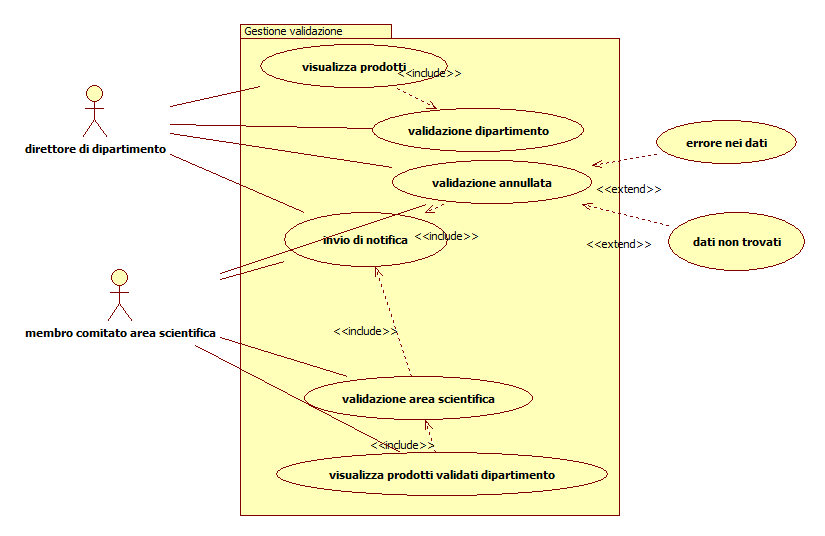 Gestione validazione
visualizza prodotti
<<include>>
validazione dipartimento
errore nei dati
direttore di dipartimento
validazione annullata
<<extend>>
invio di notifica
<<include>>
<<extend>>
dati non trovati
membro comitato area scientifica
<<include>>
validazione area scientifica
<<include>>
visualizza prodotti validati dipartimento